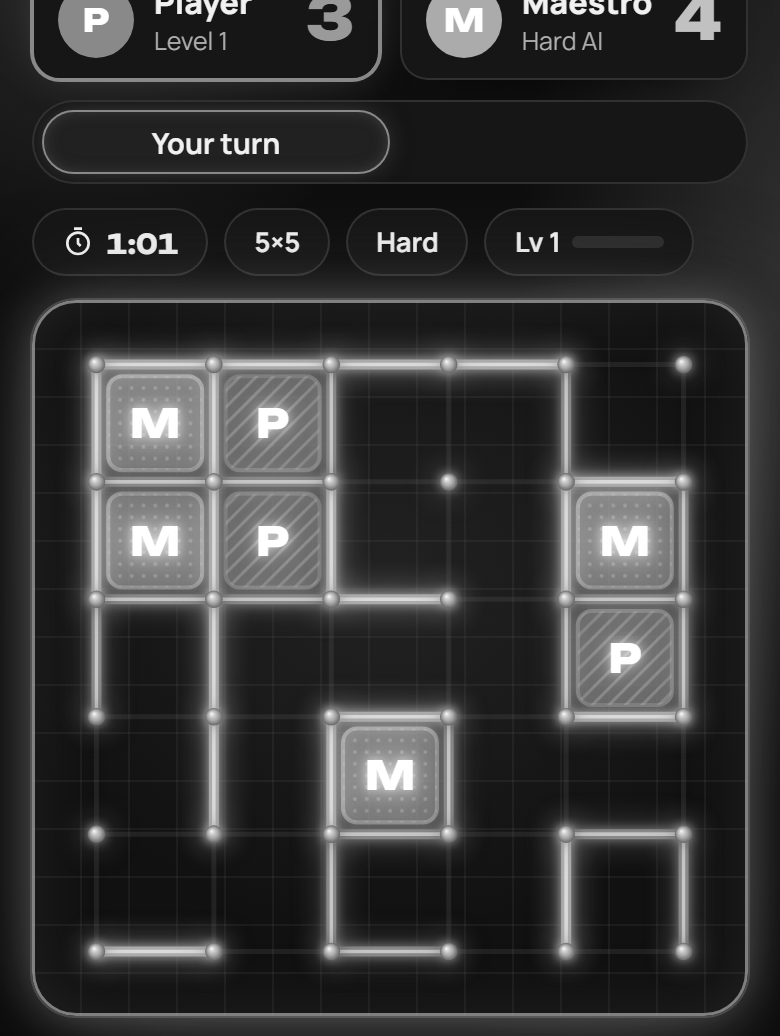 P Player 3 M Maestro 4
Level 1 Hard AI
Your turn
1:01 5×5 Hard Lv 1
M P
M P M
P
M